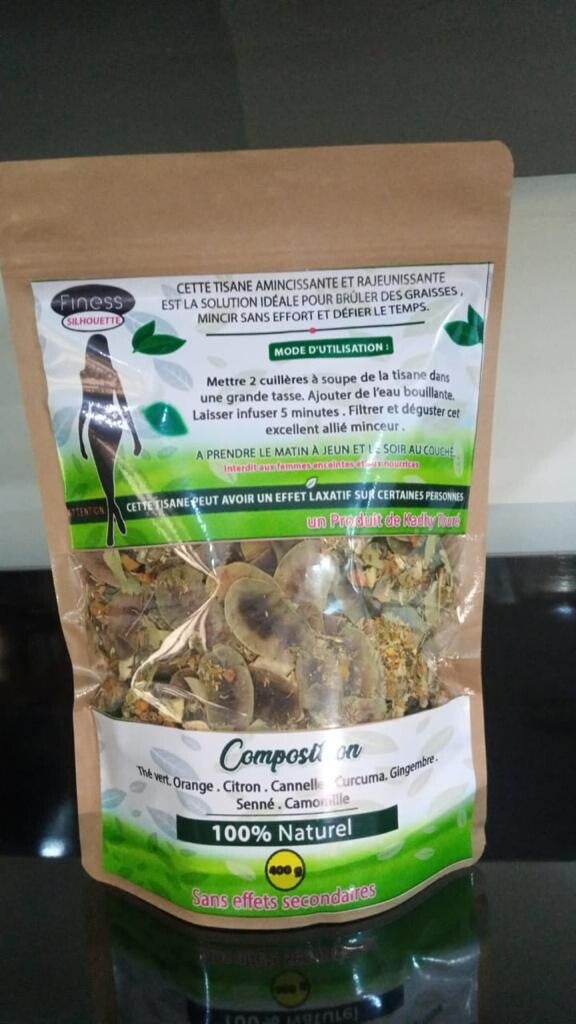 Finess
SILHOUETTE
CETTE TISANE AMINCISSANTE ET RAJEUNISSANTE
EST LA SOLUTION IDÉALE POUR BRÛLER DES GRAISSES,
MINCIR SANS EFFORT ET DÉFIER LE TEMPS.
MODE D'UTILISATION :
Mettre 2 cuillères à soupe de la tisane dans
une grande tasse. Ajouter de l'eau bouillante.
Laisser infuser 5 minutes . Filtrer et déguster cet
excellent allié minceur .
A PRENDRE LE MATIN À JEUN ET LE SOIR AU COUCHÉ
Interdit aux femmes enceintes et aux nourrices
ATTENTION CETTE TISANE PEUT AVOIR UN EFFET LAXATIF SUR CERTAINES PERSONNES
un Produit de Kadhy Touré
Composition
Thé vert. Orange . Citron . Cannelle Curcuma. Gingembre .
Senné . Camomille
100% Naturel
400 g
Sans effets secondaires